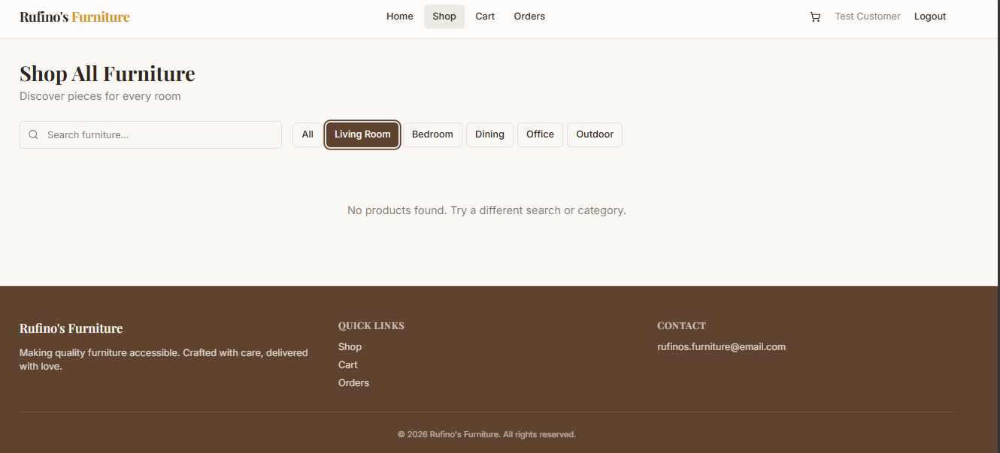 Rufino's Furniture
Home Shop Cart Orders
Test Customer Logout
Shop All Furniture
Discover pieces for every room
Search furniture...
All Living Room Bedroom Dining Office Outdoor
No products found. Try a different search or category.
Rufino's Furniture
Making quality furniture accessible. Crafted with care, delivered
with love.
QUICK LINKS
Shop
Cart
Orders
CONTACT
rufinos.furniture@email.com
© 2026 Rufino's Furniture. All rights reserved.